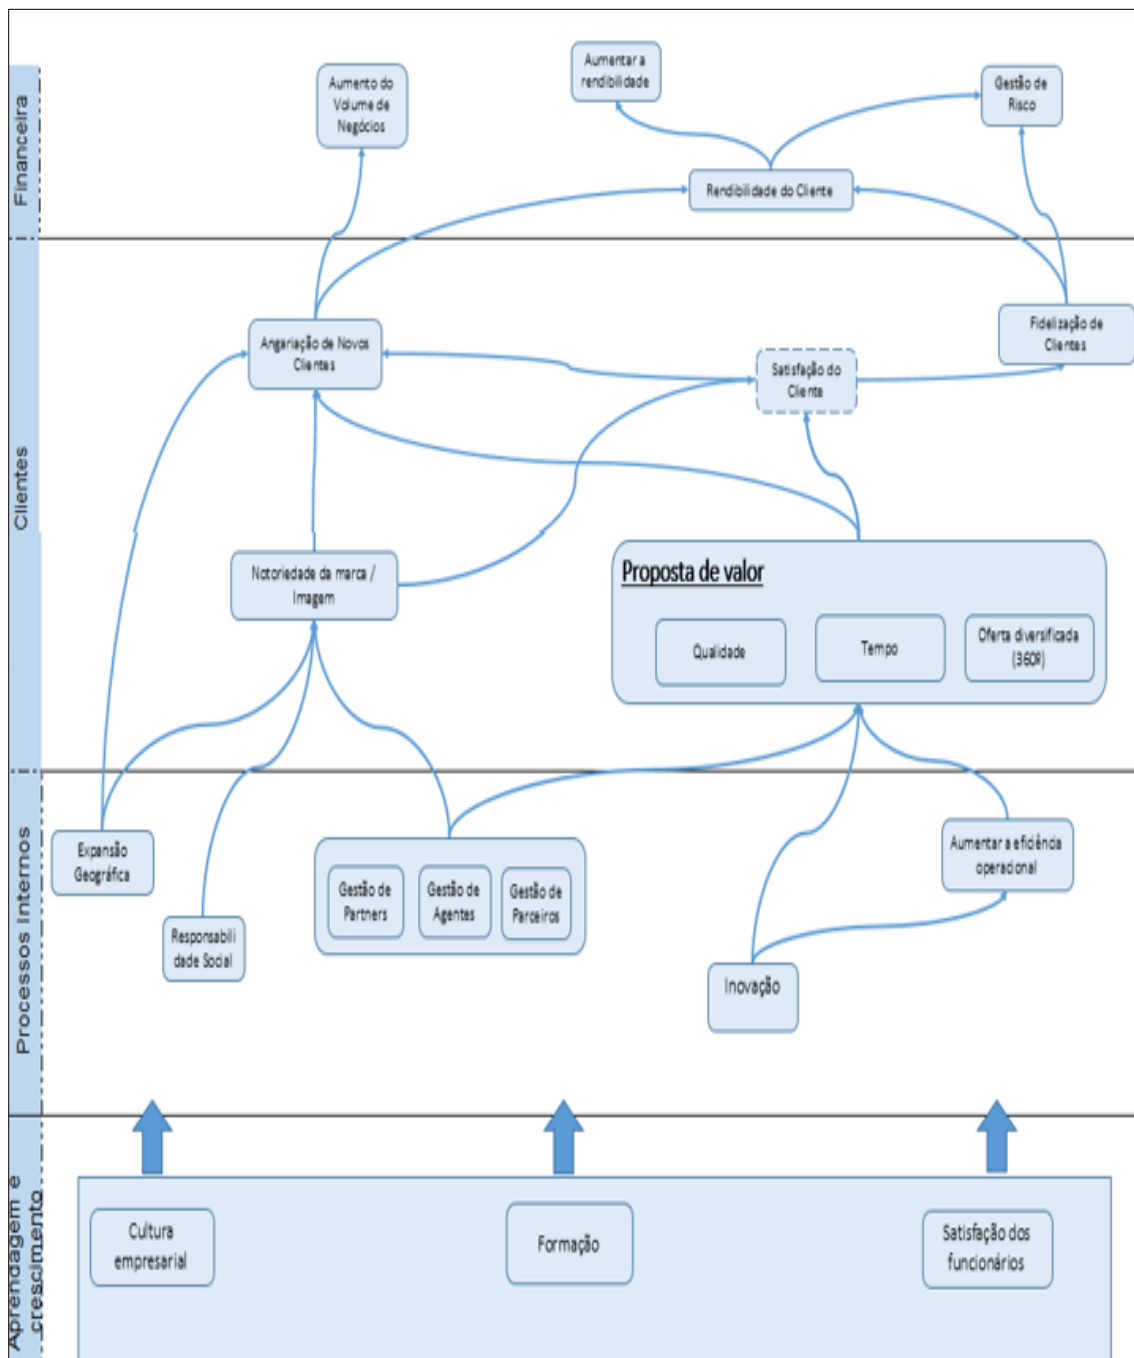 Financeira
Aumento do
Volume de
Negócios
Aumentar a
rendibilidade
Gestão de
Risco
Rendibilidade do Cliente
Clientes
Angariação de Novos
Clientes
Satisfação do
Cliente
Fidelização de
Clientes
Notoriedade da marca /
Imagem
Proposta de valor
Qualidade
Tempo
Oferta diversificada
(360º)
Processos Internos
Expansão
Geográfica
Responsabili
dade Social
Gestão de
Partners
Gestão de
Agentes
Gestão de
Parceiros
Aumentar a eficiência
operacional
Inovação
Aprendagem e
crescimento
Cultura
empresarial
Formação
Satisfação dos
funcionários